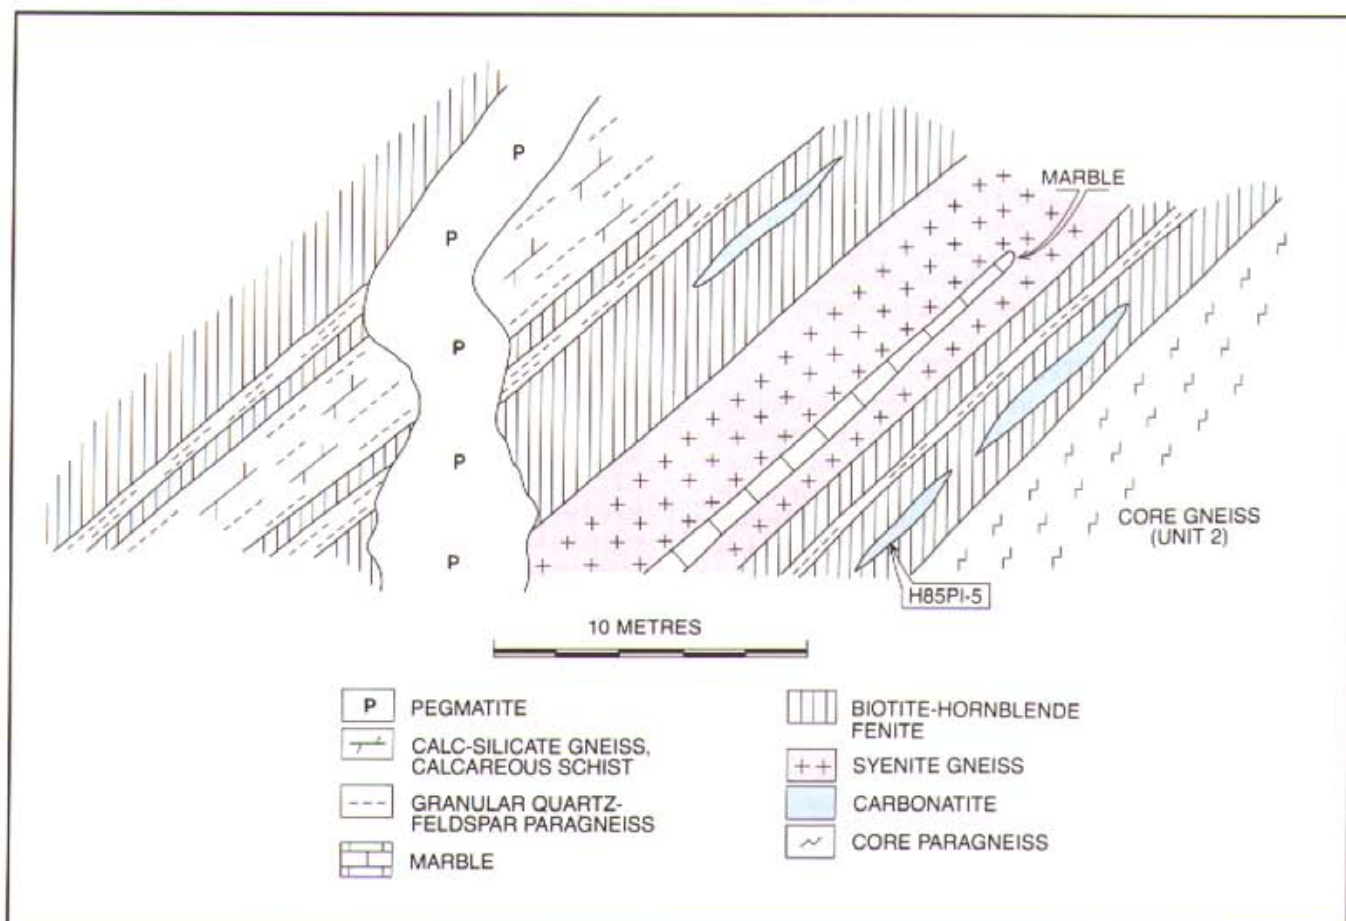 P
MARBLE
P
P
P
P
CORE GNEISS
(UNIT 2)
H85PI-5
10 METRES
P PEGMATITE
CALC-SILICATE GNEISS,
CALCAREOUS SCHIST
GRANULAR QUARTZ-
FELDSPAR PARAGNEISS
MARBLE
BIOTITE-HORNBLENDE
FENITE
SYENITE GNEISS
CARBONATITE
CORE PARAGNEISS